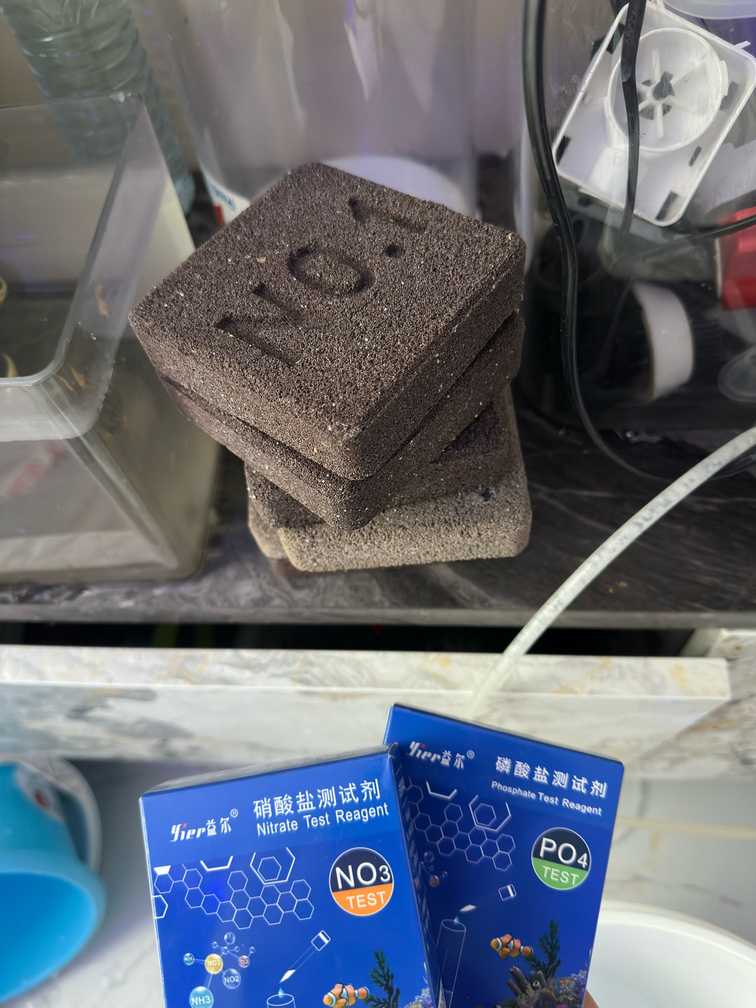 NO.1
Yier益尔®
硝酸盐测试剂
Nitrate Test Reagent
NO3
TEST
NO2
NH3
Yier益尔®
磷酸盐测试剂
Phosphate Test Reagent
PO4
TEST